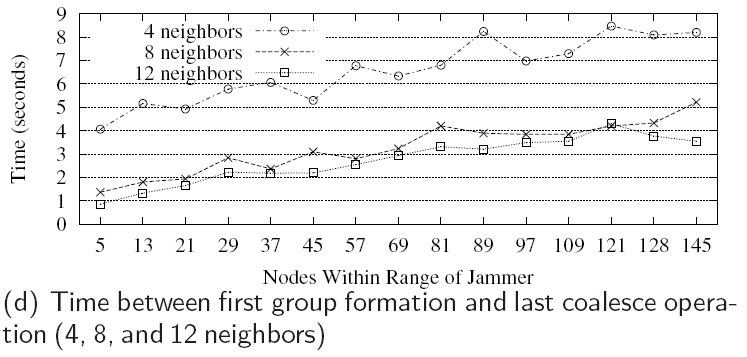 9
8
7
6
5
4
3
2
1
0
Time (seconds)
4 neighbors
8 neighbors
12 neighbors
5 13 21 29 37 45 57 69 81 89 97 109 121 128 145
Nodes Within Range of Jammer
(d) Time between first group formation and last coalesce opera-
tion (4, 8, and 12 neighbors)